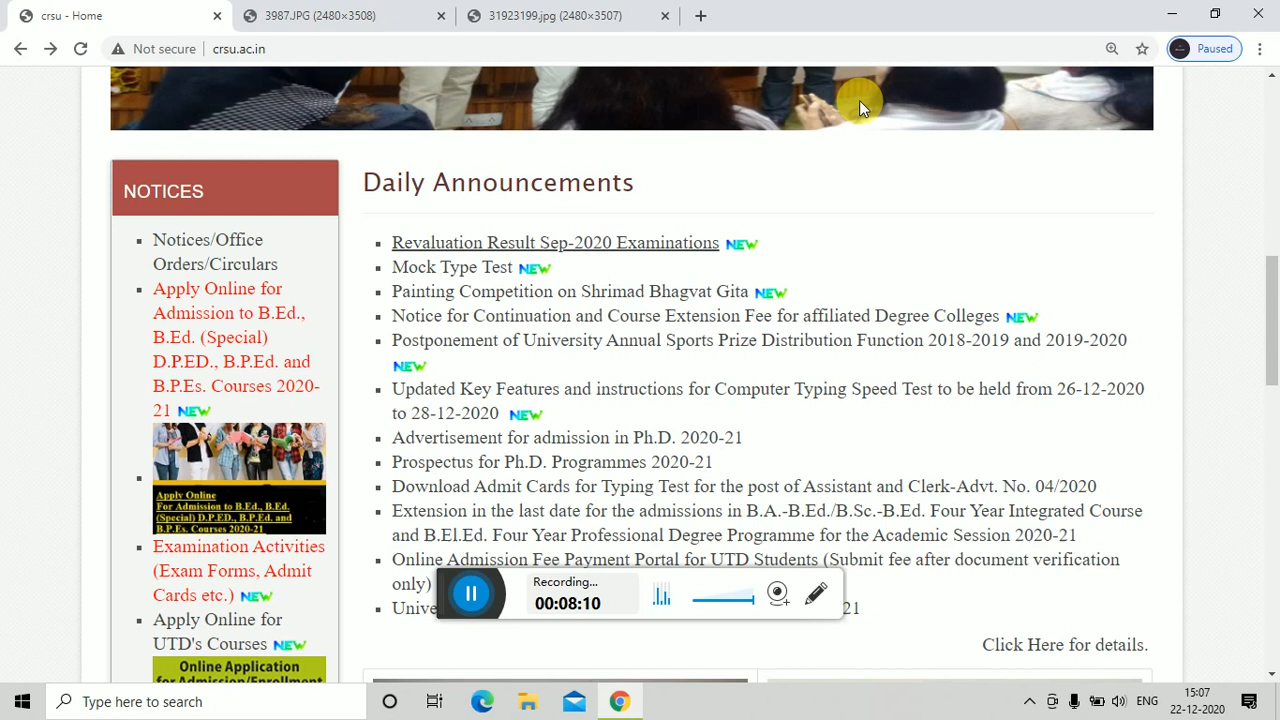 crsu - Home
3987.JPG (2480×3508)
31923199.jpg (2480×3507)
Not secure
crsu.ac.in
Paused
NOTICES
Notices/Office
Orders/Circulars
Apply Online for
Admission to B.Ed.,
B.Ed. (Special)
D.P.ED., B.P.Ed. and
B.P.Es. Courses 2020-
21 NEW
Apply Online
For Admission to B.Ed., B.Ed.
(Special) D.P.ED., B.P.Ed. and
B.P.Es. Courses 2020-21
Examination Activities
(Exam Forms, Admit
Cards etc.) NEW
Apply Online for
UTD's Courses NEW
Online Application
for Admission/Enrollment
Daily Announcements
Revaluation Result Sep-2020 Examinations NEW
Mock Type Test NEW
Painting Competition on Shrimad Bhagvat Gita NEW
Notice for Continuation and Course Extension Fee for affiliated Degree Colleges NEW
Postponement of University Annual Sports Prize Distribution Function 2018-2019 and 2019-2020
NEW
Updated Key Features and instructions for Computer Typing Speed Test to be held from 26-12-2020
to 28-12-2020 NEW
Advertisement for admission in Ph.D. 2020-21
Prospectus for Ph.D. Programmes 2020-21
Download Admit Cards for Typing Test for the post of Assistant and Clerk-Advt. No. 04/2020
Extension in the last date for the admissions in B.A.-B.Ed./B.Sc.-B.Ed. Four Year Integrated Course
and B.El.Ed. Four Year Professional Degree Programme for the Academic Session 2020-21
Online Admission Fee Payment Portal for UTD Students (Submit fee after document verification
only)
Unive 21
Click Here for details.
Recording...
00:08:10
Type here to search
ENG
15:07
22-12-2020